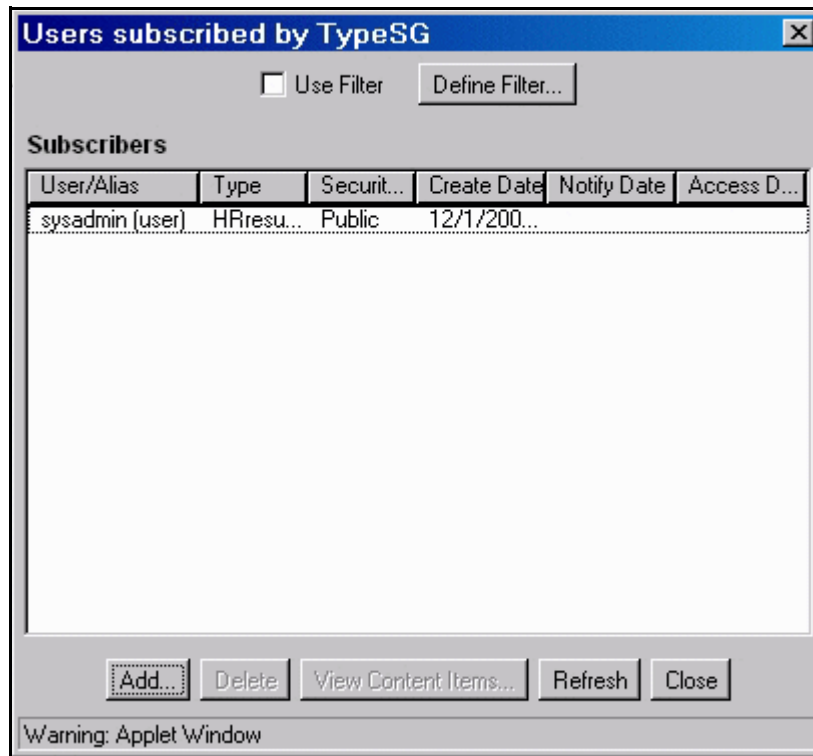 Users subscribed by TypeSG
Use Filter Define Filter...
Subscribers
User/Alias Type Securit... Create Date Notify Date Access D...
sysadmin (user) HRresu... Public 12/1/200...
Add... Delete View Content Items... Refresh Close
Warning: Applet Window